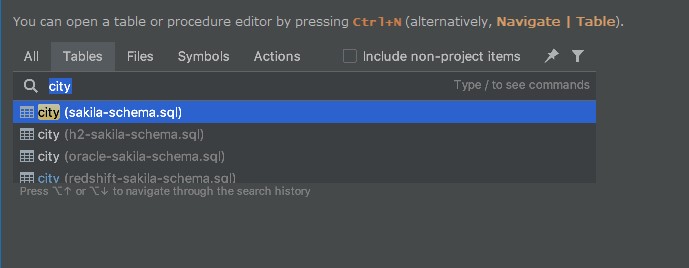 You can open a table or procedure editor by pressing Ctrl+N (alternatively, Navigate | Table).
All Tables Files Symbols Actions Include non-project items
city Type / to see commands
city (sakila-schema.sql)
city (h2-sakila-schema.sql)
city (oracle-sakila-schema.sql)
city (redshift-sakila-schema.sql)
Press ⌥↑ or ⌥↓ to navigate through the search history